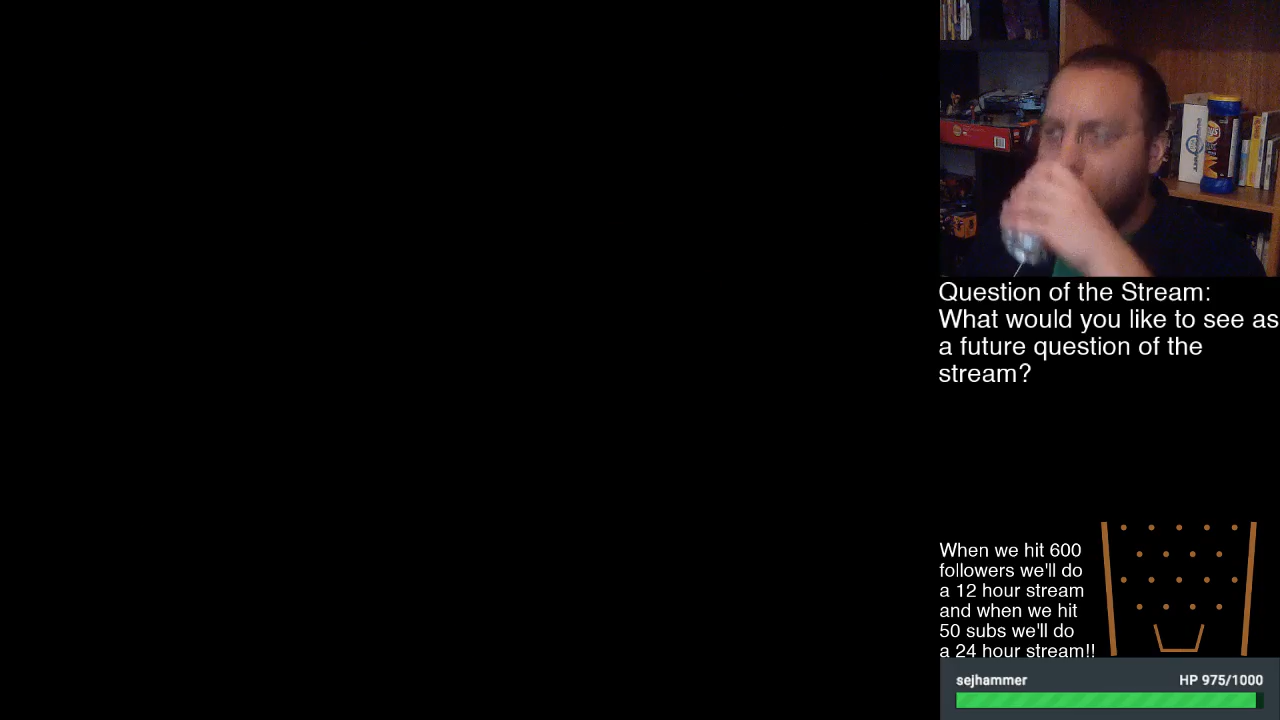 Question of the Stream:
What would you like to see as
a future question of the
stream?
When we hit 600
followers we'll do
a 12 hour stream
and when we hit
50 subs we'll do
a 24 hour stream!!
sejhammer HP 975/1000